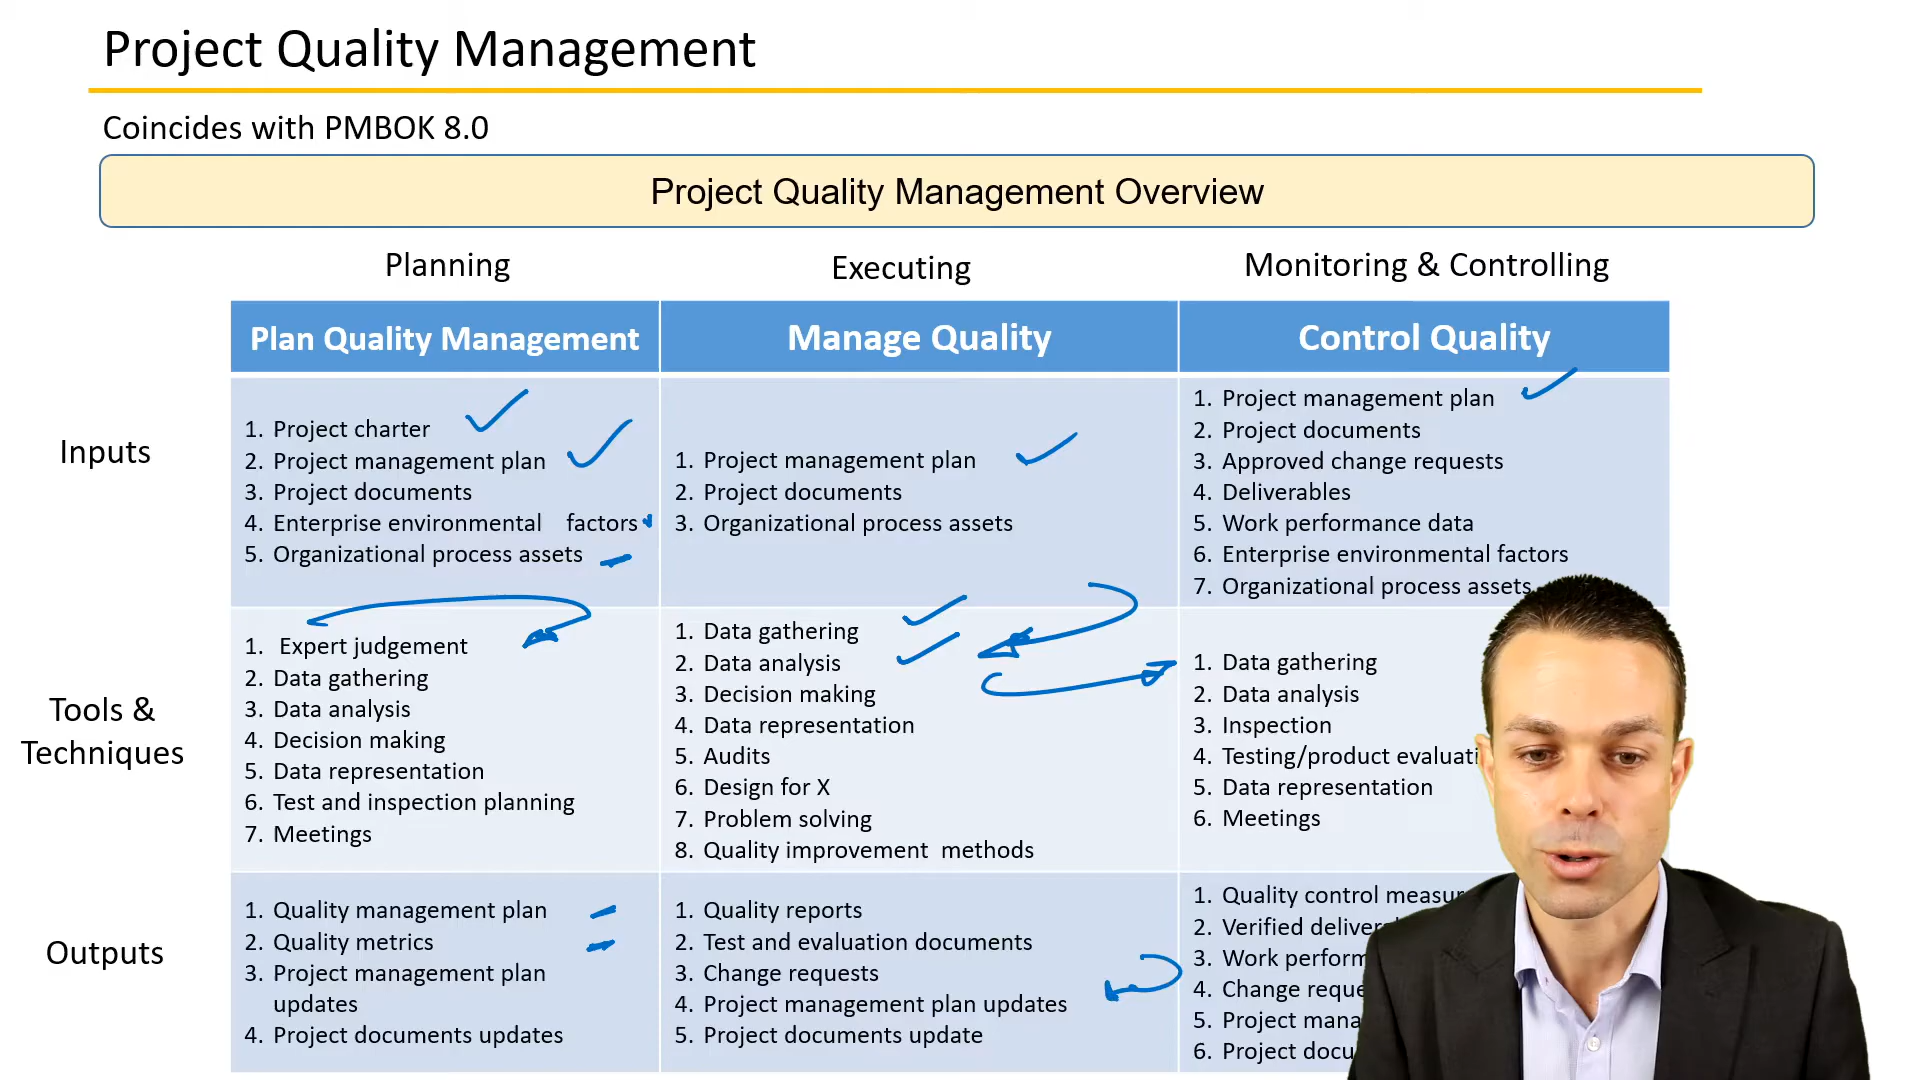 Project Quality Management
Coincides with PMBOK 8.0
Project Quality Management Overview
Planning
Executing
Monitoring & Controlling
Plan Quality Management
Manage Quality
Control Quality
Inputs
1. Project charter
2. Project management plan
3. Project documents
4. Enterprise environmental factors
5. Organizational process assets
1. Project management plan
2. Project documents
3. Organizational process assets
1. Project management plan
2. Project documents
3. Approved change requests
4. Deliverables
5. Work performance data
6. Enterprise environmental factors
7. Organizational process assets
Tools &
Techniques
1. Expert judgement
2. Data gathering
3. Data analysis
4. Decision making
5. Data representation
6. Test and inspection planning
7. Meetings
1. Data gathering
2. Data analysis
3. Decision making
4. Data representation
5. Audits
6. Design for X
7. Problem solving
8. Quality improvement methods
1. Data gathering
2. Data analysis
3. Inspection
4. Testing/product
5. Data representation
6. Meetings
Outputs
1. Quality management plan
2. Quality metrics
3. Project management plan
updates
4. Project documents updates
1. Quality reports
2. Test and evaluation documents
3. Change requests
4. Project management plan updates
5. Project documents update
1. Quality control
2. Verified
3. Work
4. Change
5. Project
6. Project